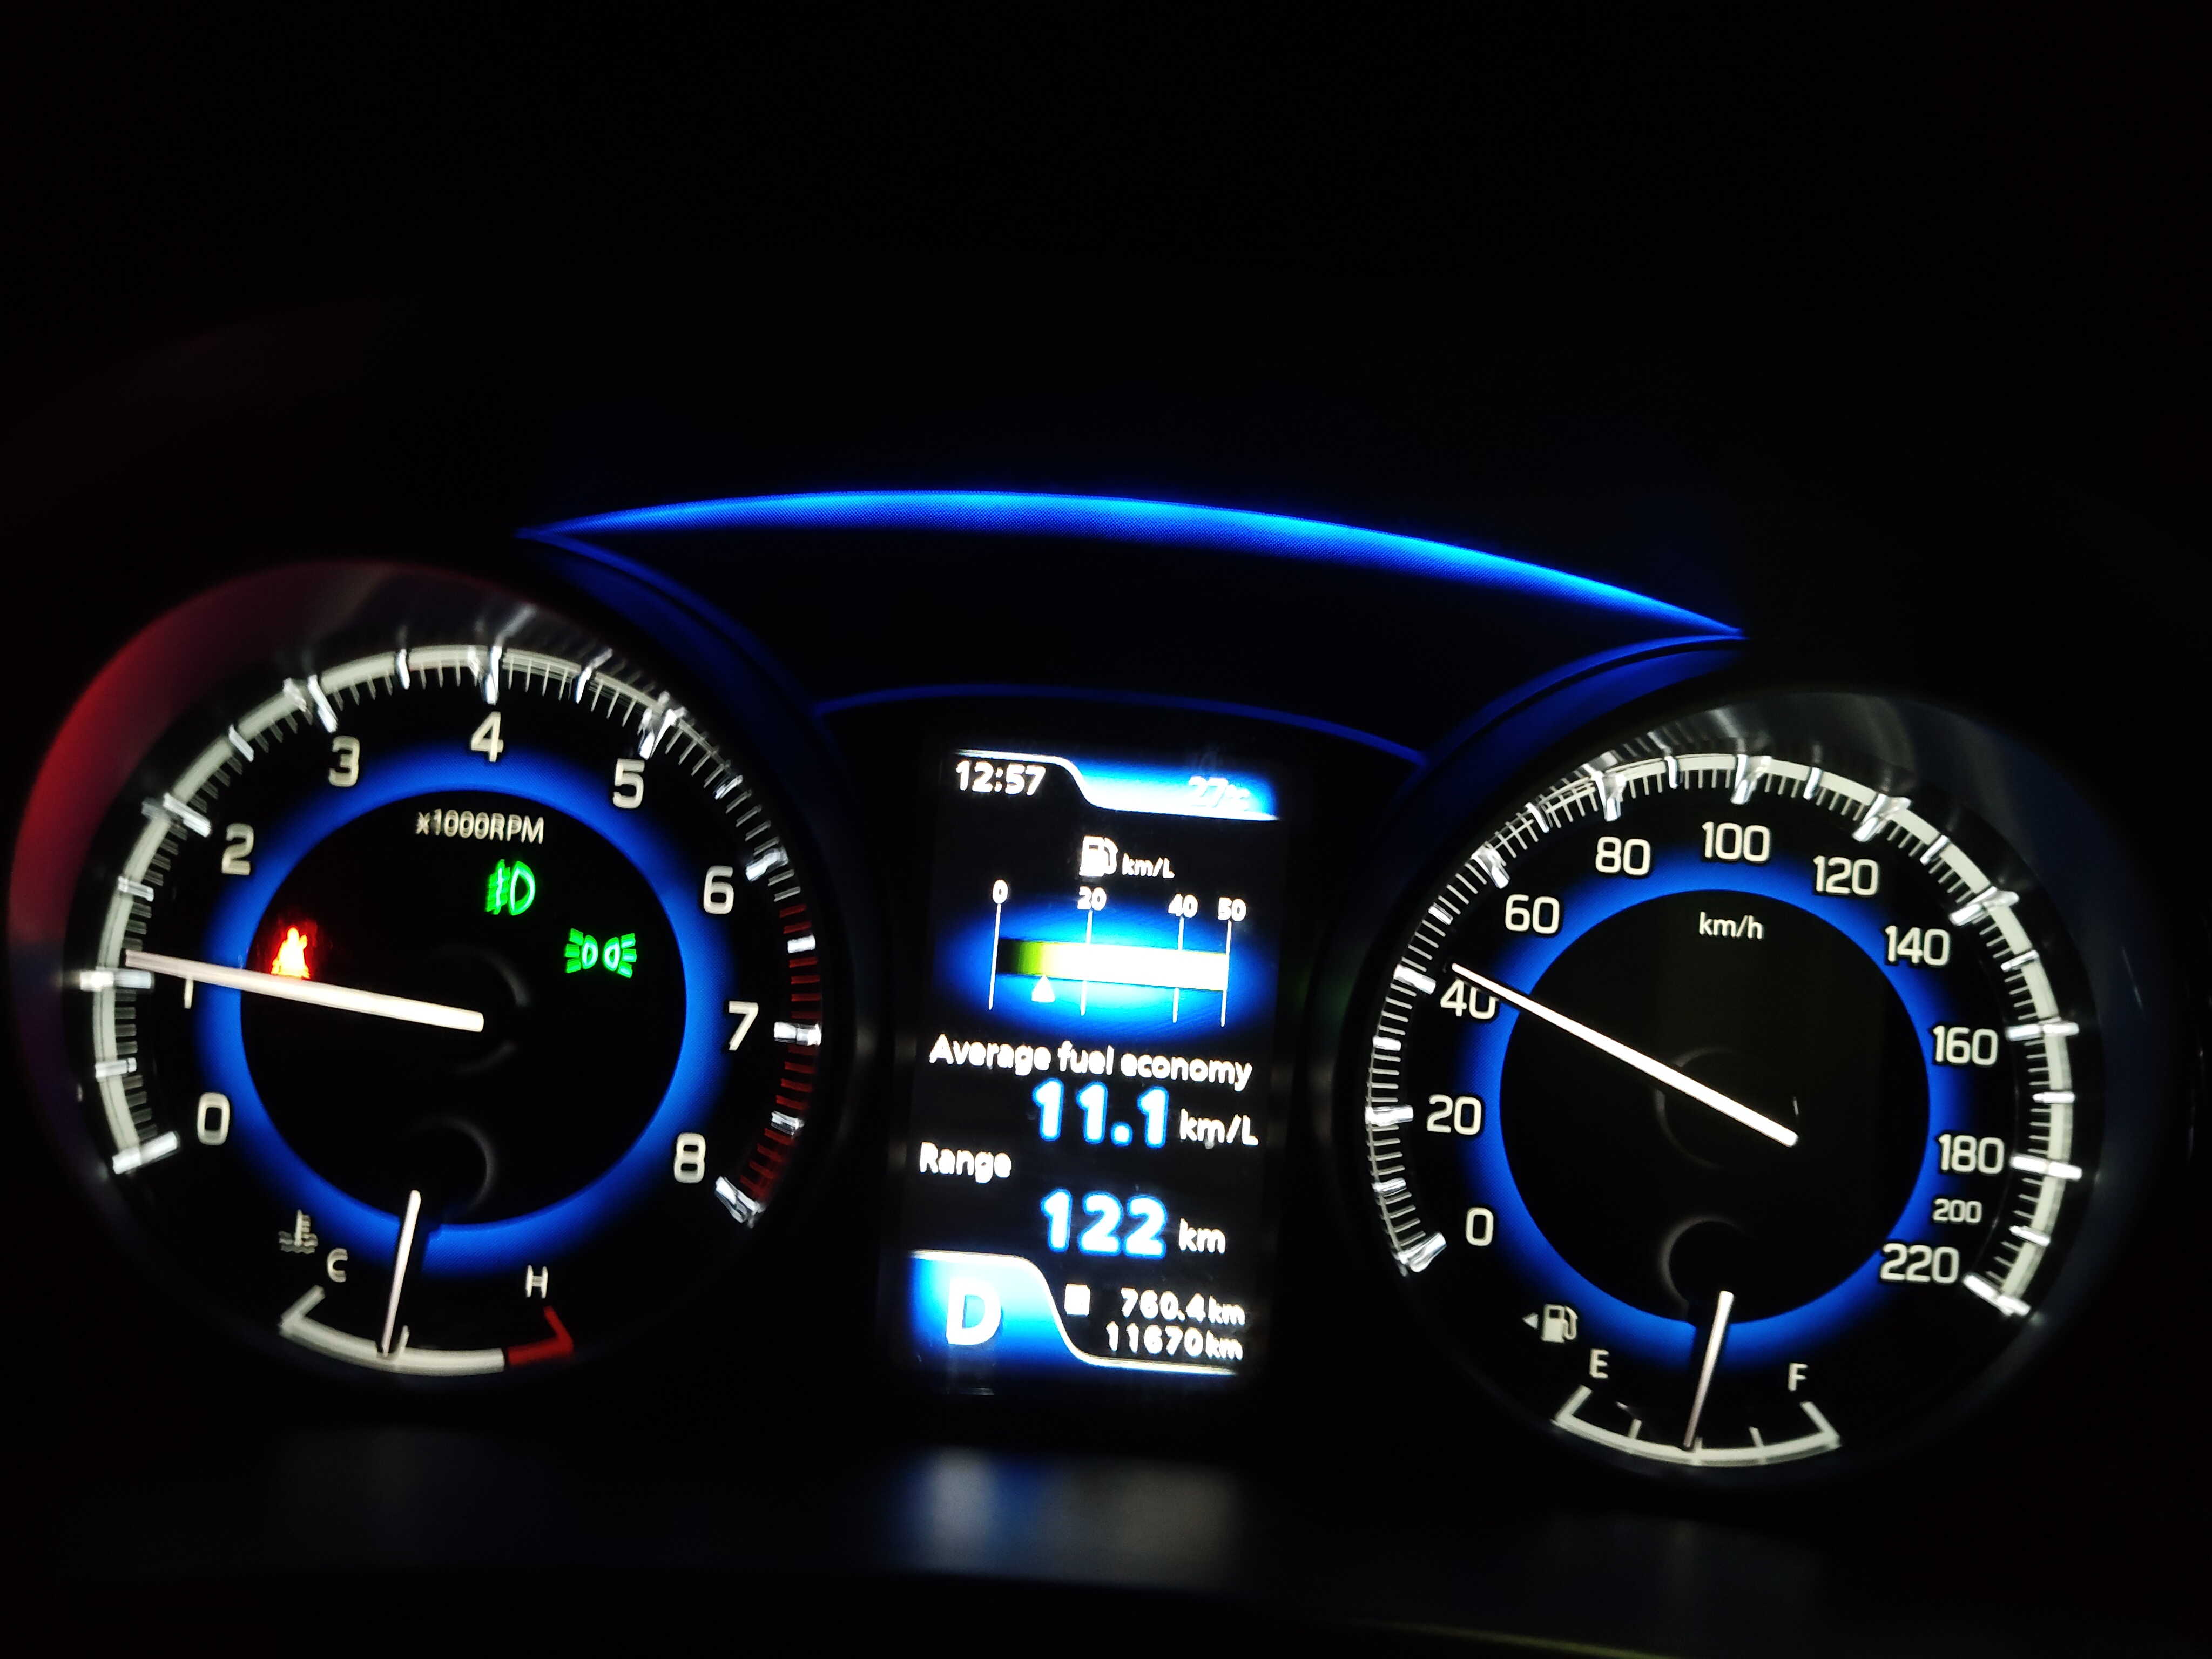 0
1
2
3
4
5
6
7
8
x1000RPM
C
H
12:57
27°C
km/L
0 20 40 50
Average fuel economy
11.1 km/L
Range
122 km
D
760.4km
11670km
0
20
40
60
80
100
120
140
160
180
200
220
km/h
E
F